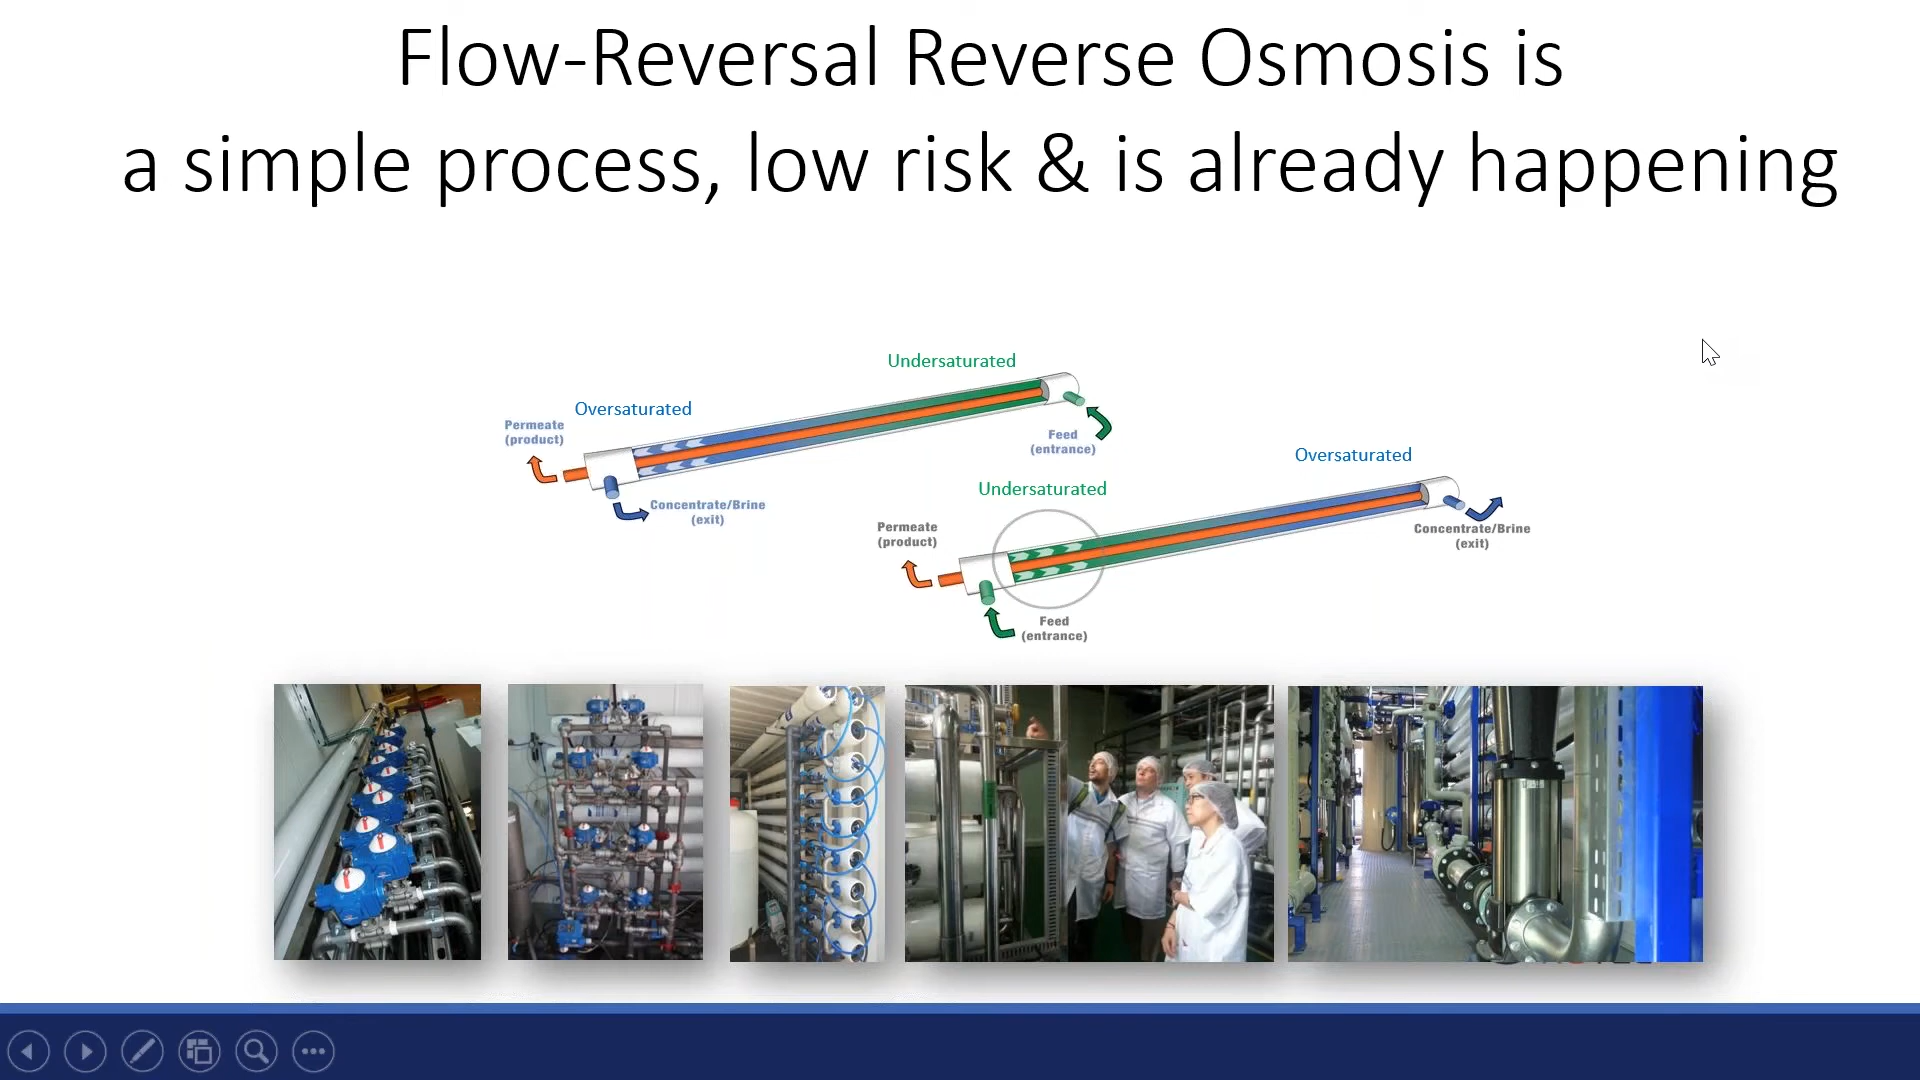 Flow-Reversal Reverse Osmosis is
a simple process, low risk & is already happening
Undersaturated
Oversaturated
Permeate
(product)
Feed
(entrance)
Concentrate/Brine
(exit)
Oversaturated
Undersaturated
Permeate
(product)
Concentrate/Brine
(exit)
Feed
(entrance)